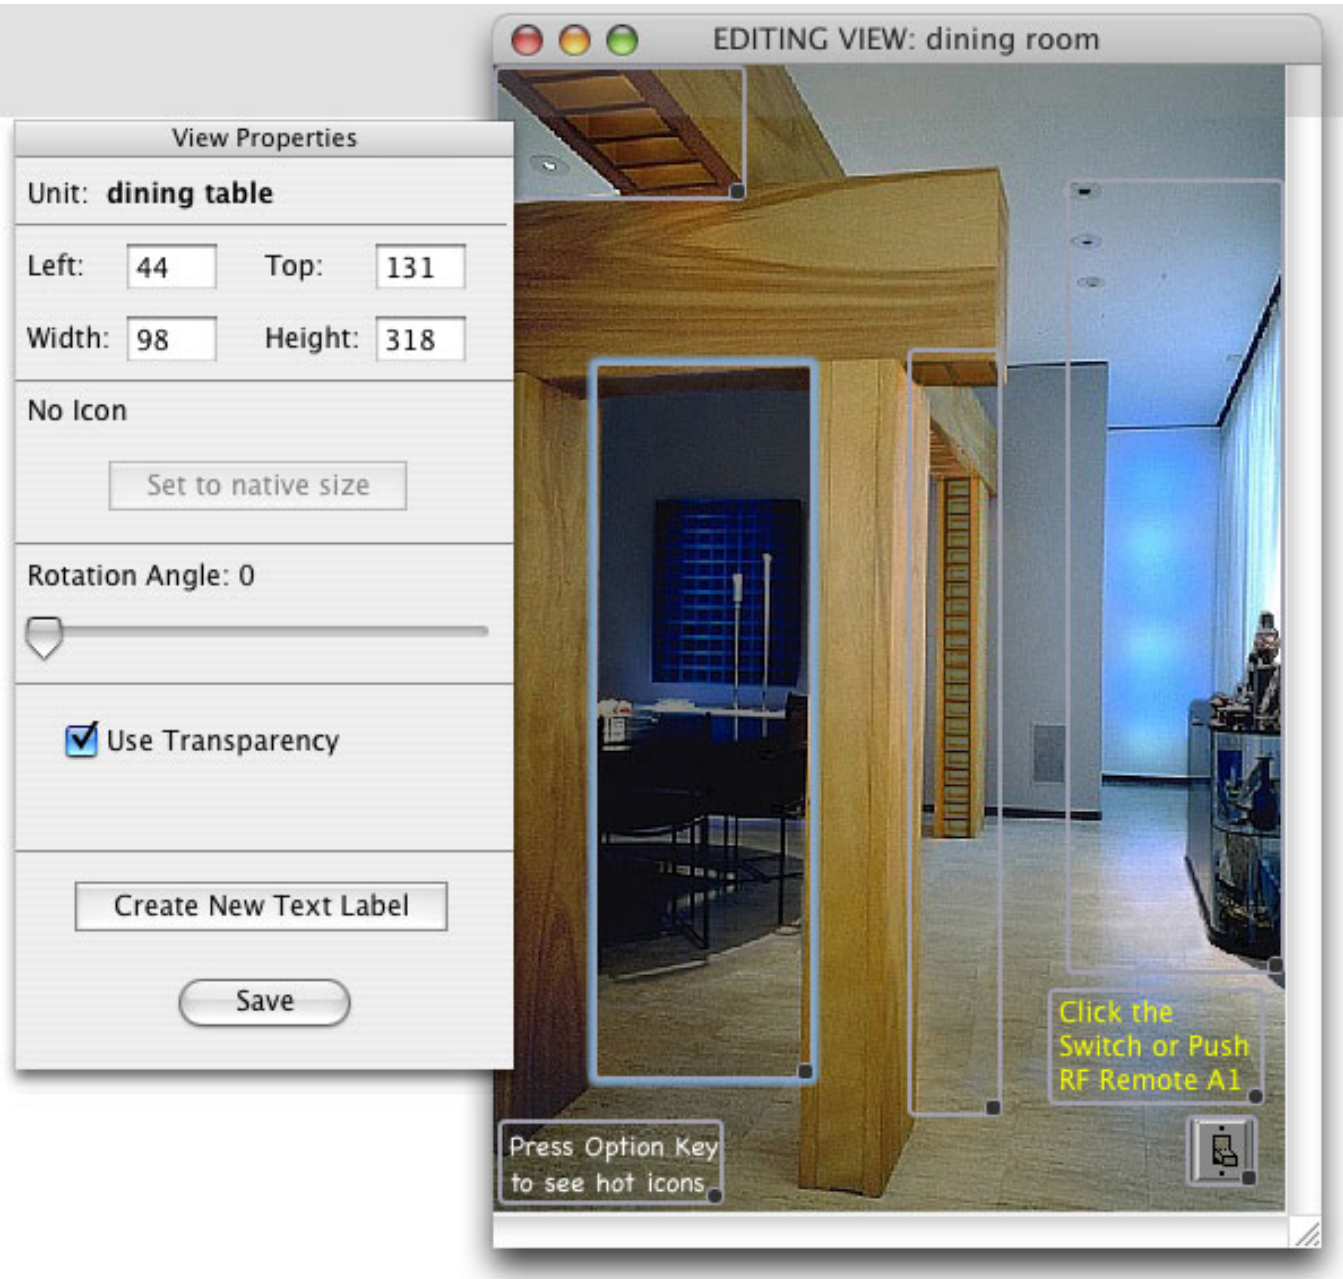 EDITING VIEW: dining room
View Properties
Unit: dining table
Left: 44 Top: 131
Width: 98 Height: 318
No Icon
Set to native size
Rotation Angle: 0
Use Transparency
Create New Text Label
Save
Click the
Switch or Push
RF Remote A1
Press Option Key
to see hot icons